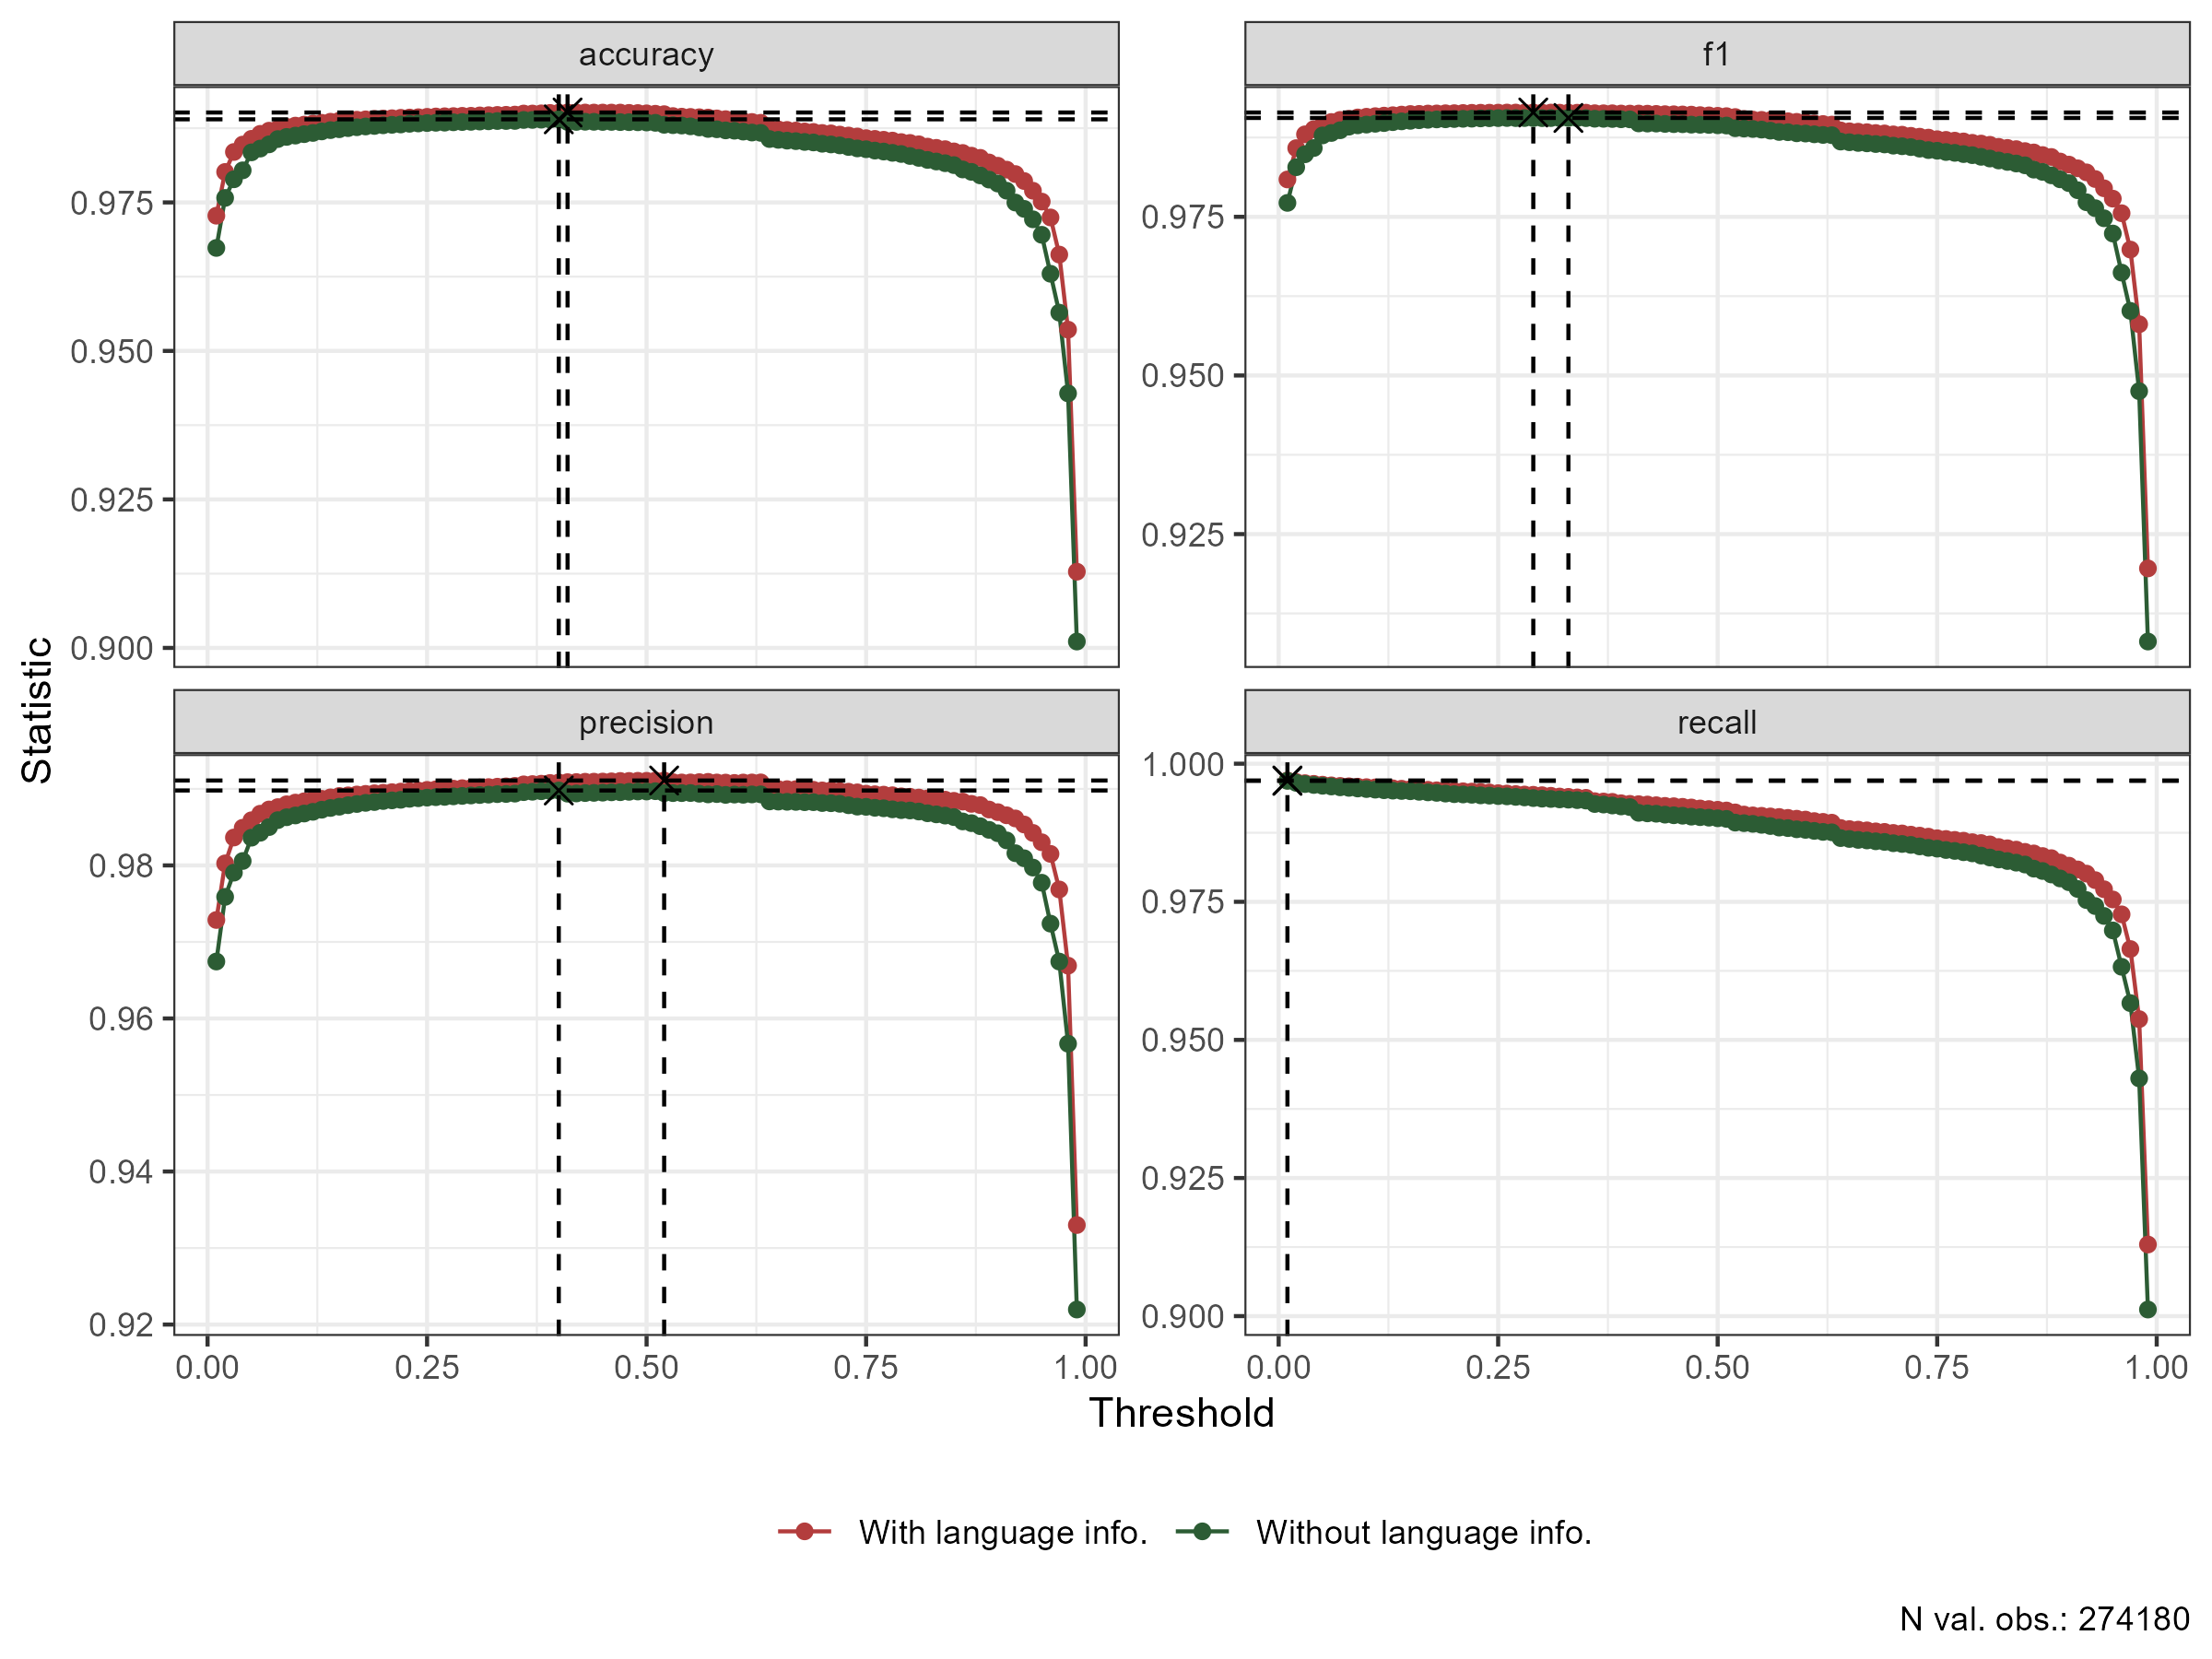 accuracy
f1
0.975
0.950
0.925
0.900
0.975
0.950
0.925
Statistic
precision
recall
0.98
0.96
0.94
0.92
1.000
0.975
0.950
0.925
0.900
0.00 0.25 0.50 0.75 1.00
0.00 0.25 0.50 0.75 1.00
Threshold
With language info. Without language info.
N val. obs.: 274180